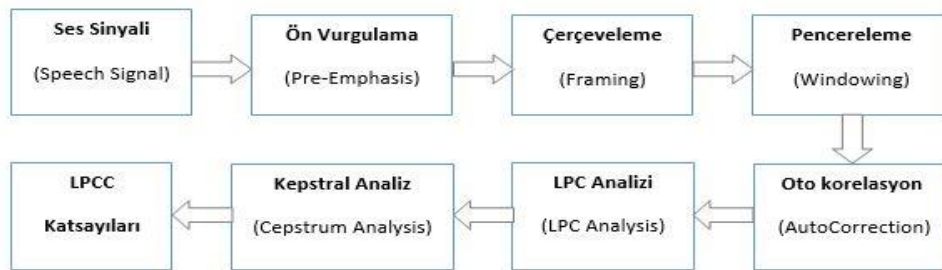 Ses Sinyali
(Speech Signal)
Ön Vurgulama
(Pre-Emphasis)
Çerçeveleme
(Framing)
Pencereleme
(Windowing)
Oto korelasyon
(AutoCorrection)
LPC Analizi
(LPC Analysis)
Kepstral Analiz
(Cepstrum Analysis)
LPCC
Katsayıları